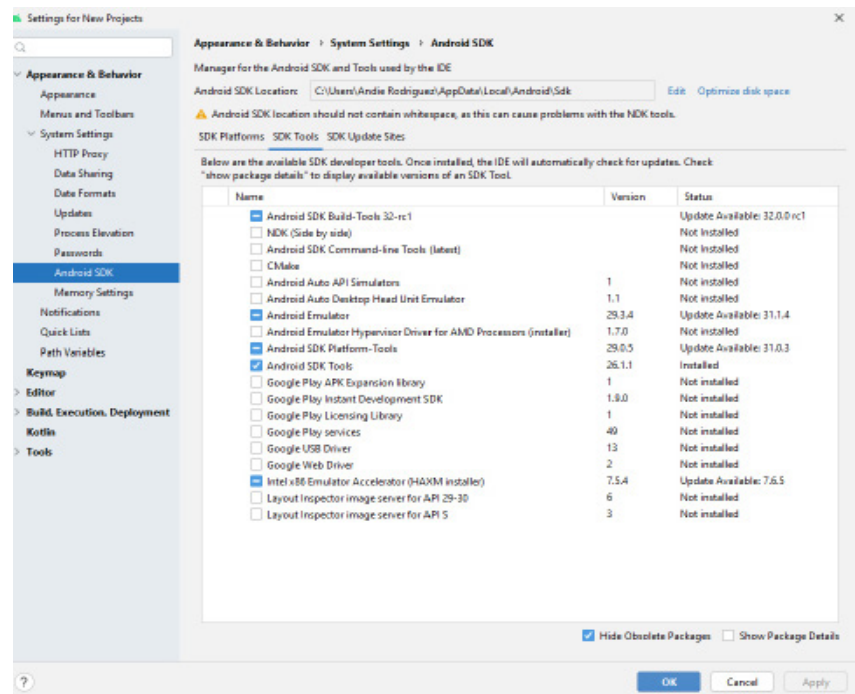 Settings for New Projects
Appearance & Behavior
Appearance
Menus and Toolbars
System Settings
HTTP Proxy
Data Sharing
Date Formats
Updates
Process Elevation
Passwords
Android SDK
Memory Settings
Notifications
Quick Lists
Path Variables
Keymap
Editor
Build, Execution, Deployment
Kotlin
Tools
Appearance & Behavior › System Settings › Android SDK
Manager for the Android SDK and Tools used by the IDE
Android SDK Location: C:\Users\Andie Rodriguez\AppData\Local\Android\Sdk Edit Optimize disk space
Android SDK location should not contain whitespace, as this can cause problems with the NDK tools.
SDK Platforms SDK Tools SDK Update Sites
Below are the available SDK developer tools. Once installed, the IDE will automatically check for updates. Check
"show package details" to display available versions of an SDK Tool.
Name Version Status
Android SDK Build-Tools 32-rc1 Update Available: 32.0.0 rc1
NDK (Side by side) Not Installed
Android SDK Command-line Tools (latest) Not Installed
CMake Not Installed
Android Auto API Simulators 1 Not installed
Android Auto Desktop Head Unit Emulator 1.1 Not installed
Android Emulator 29.3.4 Update Available: 31.1.4
Android Emulator Hypervisor Driver for AMD Processors (installer) 1.7.0 Not installed
Android SDK Platform-Tools 29.0.5 Update Available: 31.0.3
Android SDK Tools 26.1.1 Installed
Google Play APK Expansion library 1 Not installed
Google Play Instant Development SDK 1.9.0 Not installed
Google Play Licensing Library 1 Not installed
Google Play services 49 Not installed
Google USB Driver 13 Not installed
Google Web Driver 2 Not installed
Intel x86 Emulator Accelerator (HAXM installer) 7.5.4 Update Available: 7.6.5
Layout Inspector image server for API 29-30 6 Not installed
Layout Inspector image server for API S 3 Not installed
Hide Obsolete Packages Show Package Details
? OK Cancel Apply